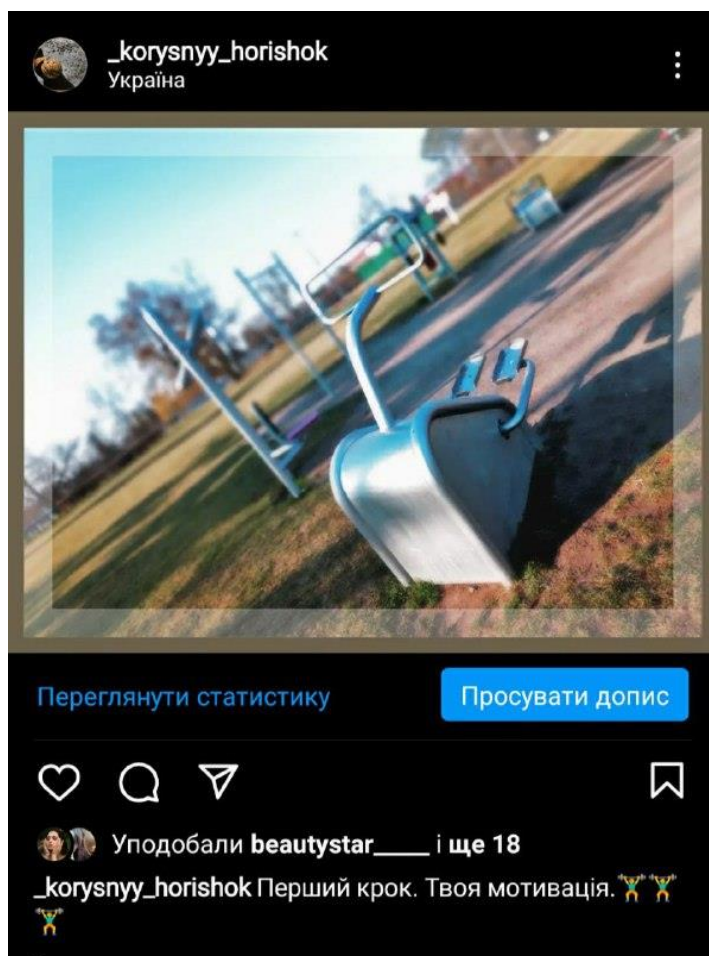 _korysnyy_horishok
Україна
Переглянути статистику
Просувати допис
Уподобали beautystar_____ і ще 18
_korysnyy_horishok Перший крок. Твоя мотивація.🏋️🏋️
🏋️